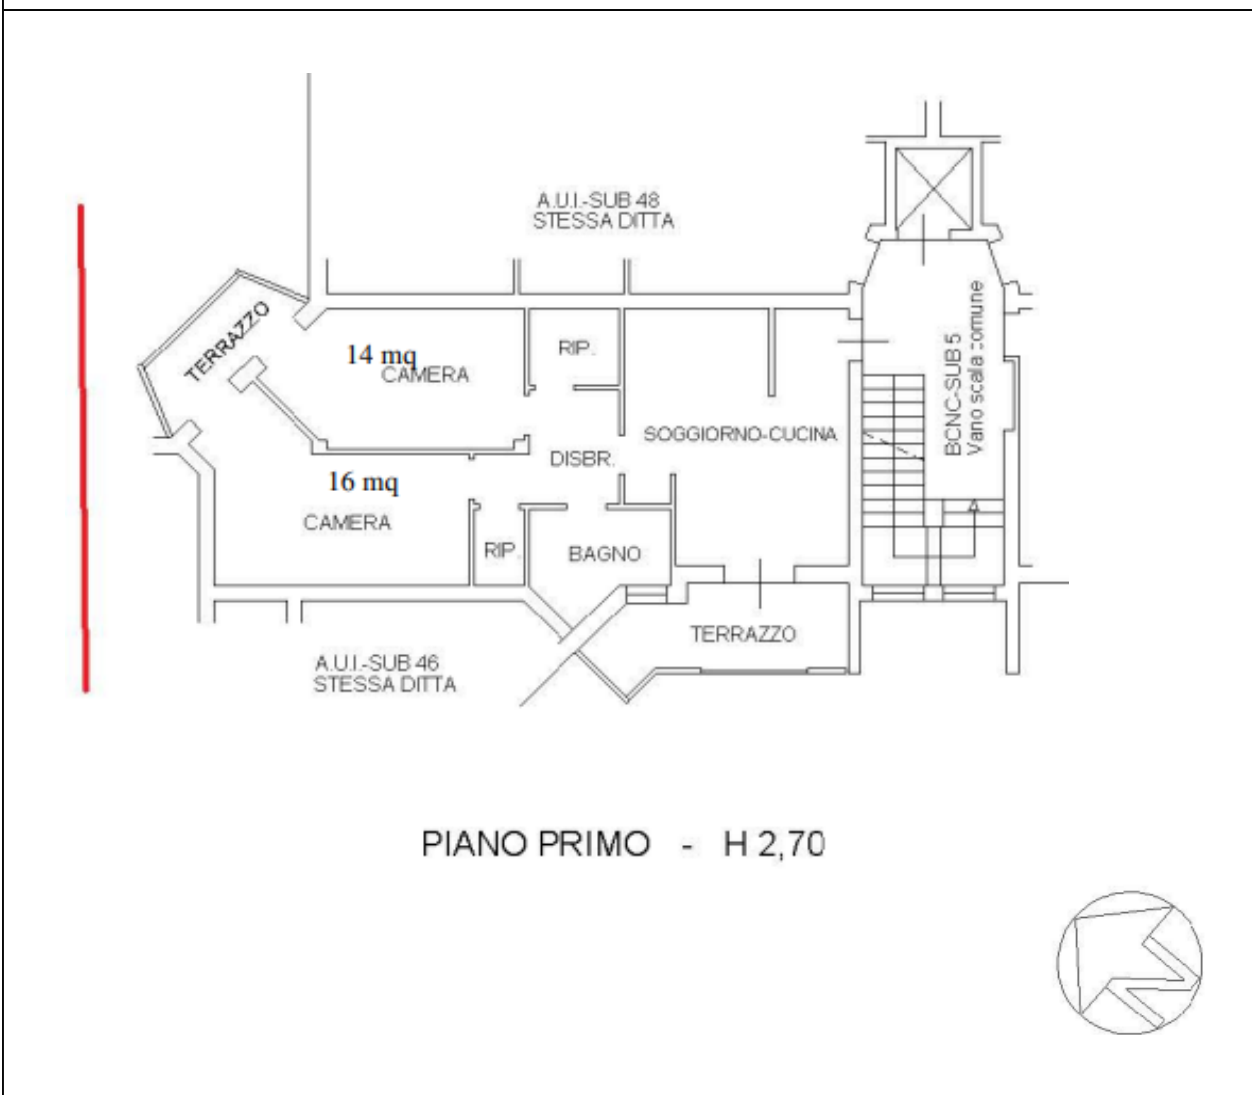 A.U.I.-SUB 48
STESSA DITTA
TERRAZZO
14 mq
CAMERA
RIP.
BCNC-SUB 5
Vano scala comune
SOGGIORNO-CUCINA
DISBR.
16 mq
CAMERA
RIP.
BAGNO
TERRAZZO
A.U.I.-SUB 46
STESSA DITTA
PIANO PRIMO - H 2,70
N